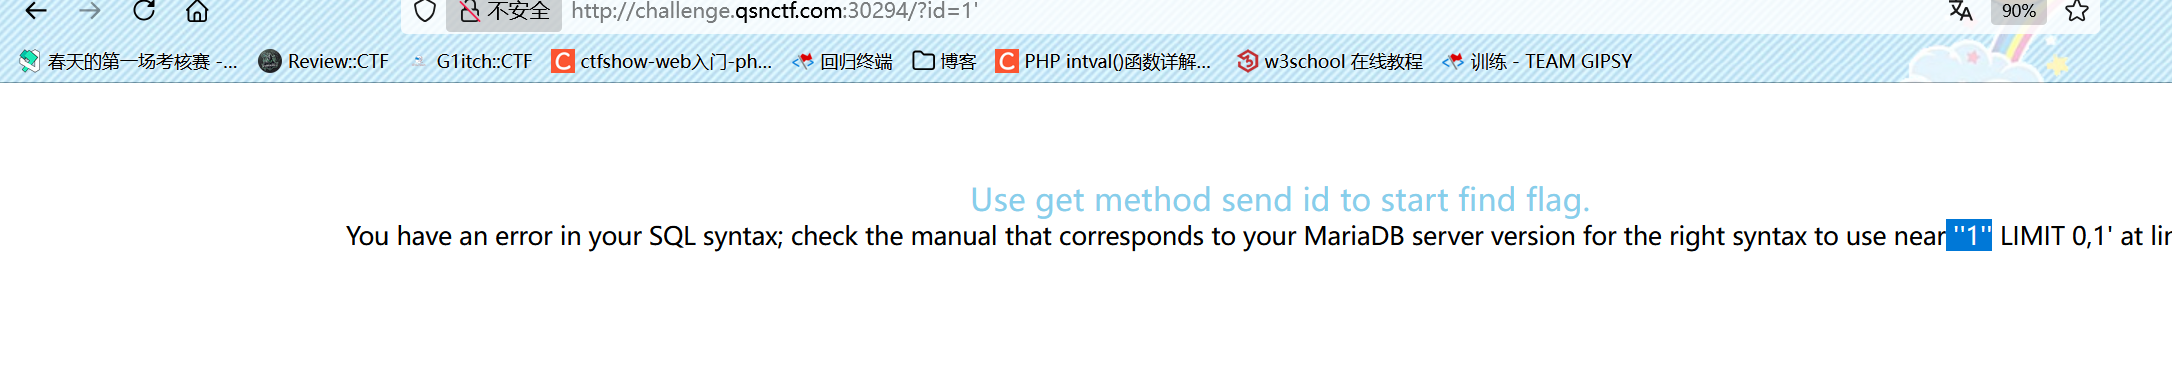 不安全 http://challenge.qsnctf.com:30294/?id=1' 90%
春天的第一场考核赛 -... Review::CTF G1itch::CTF ctfshow-web入门-ph... 回归终端 博客 PHP intval()函数详解... w3school 在线教程 训练 - TEAM GIPSY
Use get method send id to start find flag.
You have an error in your SQL syntax; check the manual that corresponds to your MariaDB server version for the right syntax to use near ''1'' LIMIT 0,1' at